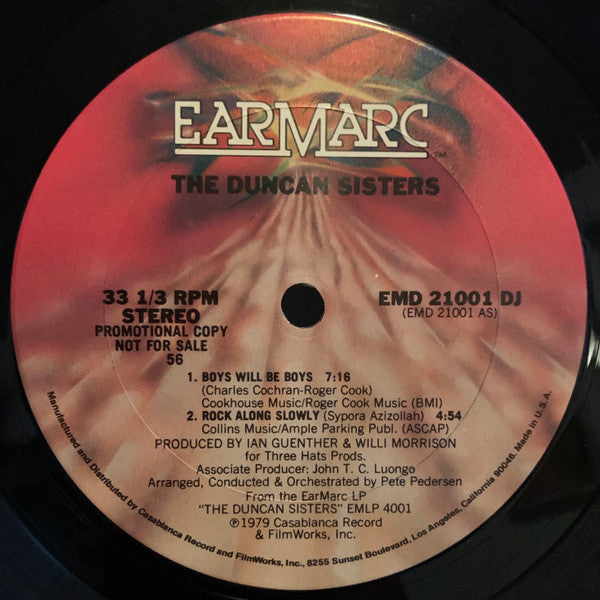 EARMARC
TM
THE DUNCAN SISTERS
33 1/3 RPM
STEREO
PROMOTIONAL COPY
NOT FOR SALE
56
EMD 21001 DJ
(EMD 21001 AS)
1. BOYS WILL BE BOYS 7:16
(Charles Cochran-Roger Cook)
Cookhouse Music/Roger Cook Music (BMI)
2. ROCK ALONG SLOWLY (Sypora Azizollah) 4:54
Collins Music/Ample Parking Publ. (ASCAP)
PRODUCED BY IAN GUENTHER & WILLI MORRISON
for Three Hats Prods.
Associate Producer: John T. C. Luongo
Arranged, Conducted & Orchestrated by Pete Pedersen
From the EarMarc LP
"THE DUNCAN SISTERS" EMLP 4001
℗1979 Casablanca Record
& FilmWorks, Inc.
Manufactured and Distributed by Casablanca Record and FilmWorks, Inc., 8255 Sunset Boulevard, Los Angeles, California 90046. Made in U.S.A.